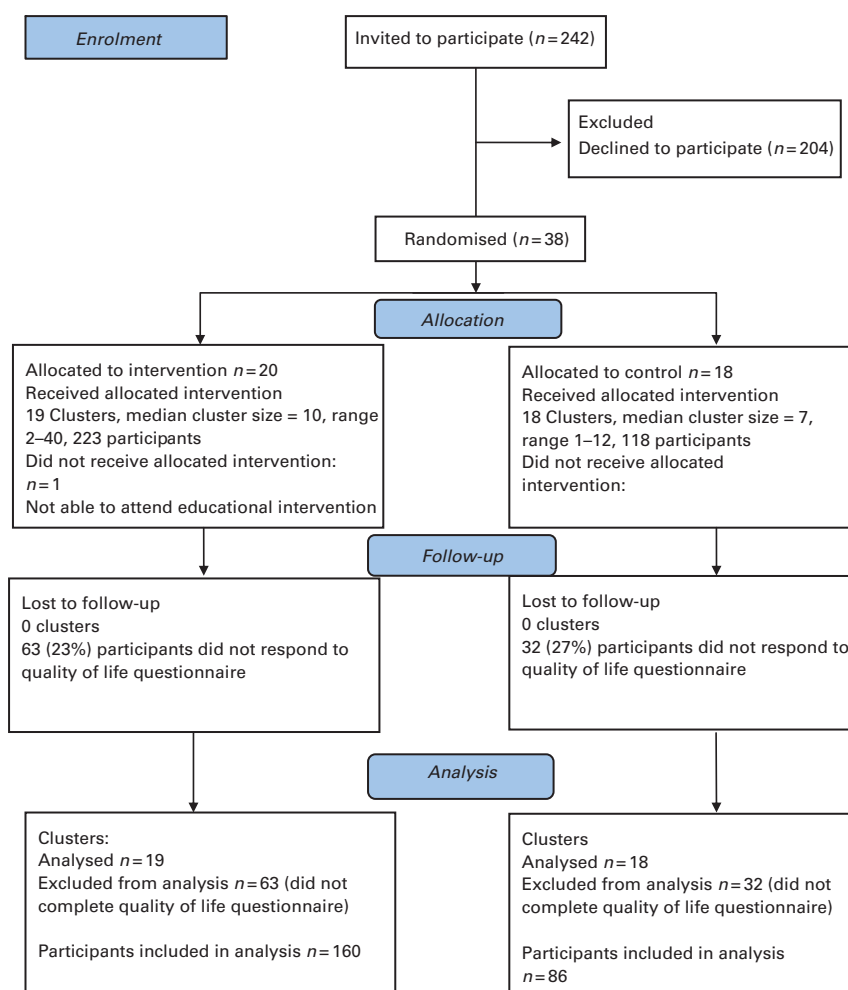 Enrolment
Invited to participate (n=242)
Excluded
Declined to participate (n=204)
Randomised (n=38)
Allocation
Allocated to intervention n=20
Received allocated intervention
19 Clusters, median cluster size = 10, range
2–40, 223 participants
Did not receive allocated intervention:
n=1
Not able to attend educational intervention
Allocated to control n=18
Received allocated intervention
18 Clusters, median cluster size = 7,
range 1–12, 118 participants
Did not receive allocated
intervention:
Follow-up
Lost to follow-up
0 clusters
63 (23%) participants did not respond to
quality of life questionnaire
Lost to follow-up
0 clusters
32 (27%) participants did not respond to
quality of life questionnaire
Analysis
Clusters:
Analysed n=19
Excluded from analysis n=63 (did not
complete quality of life questionnaire)
Participants included in analysis n=160
Clusters
Analysed n=18
Excluded from analysis n=32 (did not
complete quality of life questionnaire)
Participants included in analysis
n=86